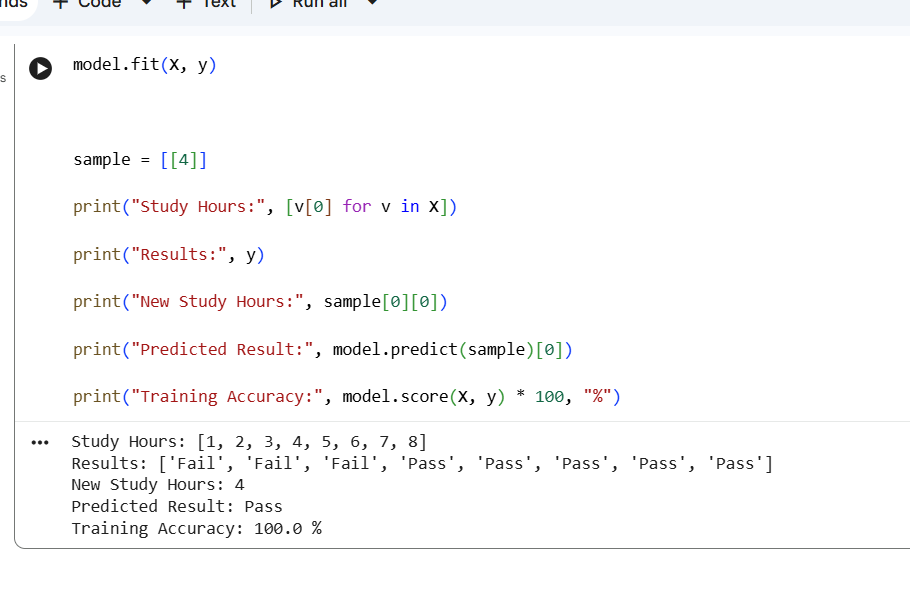 + Code + Text Run all
model.fit(X, y)
sample = [[4]]
print("Study Hours:", [v[0] for v in X])
print("Results:", y)
print("New Study Hours:", sample[0][0])
print("Predicted Result:", model.predict(sample)[0])
print("Training Accuracy:", model.score(X, y) * 100, "%")
Study Hours: [1, 2, 3, 4, 5, 6, 7, 8]
Results: ['Fail', 'Fail', 'Fail', 'Pass', 'Pass', 'Pass', 'Pass', 'Pass']
New Study Hours: 4
Predicted Result: Pass
Training Accuracy: 100.0 %